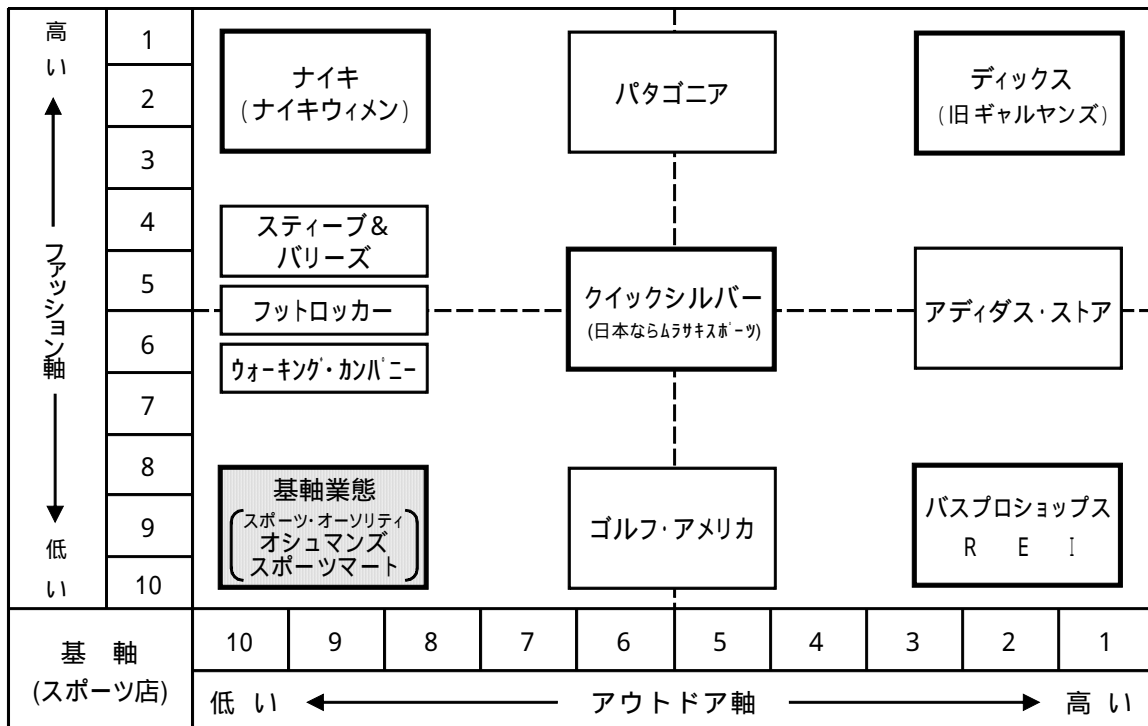 高い
ファッション軸
低い
1
2
3
4
5
6
7
8
9
10
ナイキ
(ナイキウィメン)
パタゴニア
ディックス
(旧ギャルヤンズ)
スティーブ&
バリーズ
フットロッカー
ウォーキング・カンパニー
クイックシルバー
(日本ならムラサキスポーツ)
アディダス・ストア
基軸業態
スポーツ・オーソリティ
オシュマンズ
スポーツマート
ゴルフ・アメリカ
バスプロショップス
R E I
基 軸
(スポーツ店)
10 9 8 7 6 5 4 3 2 1
低い アウトドア軸 高い